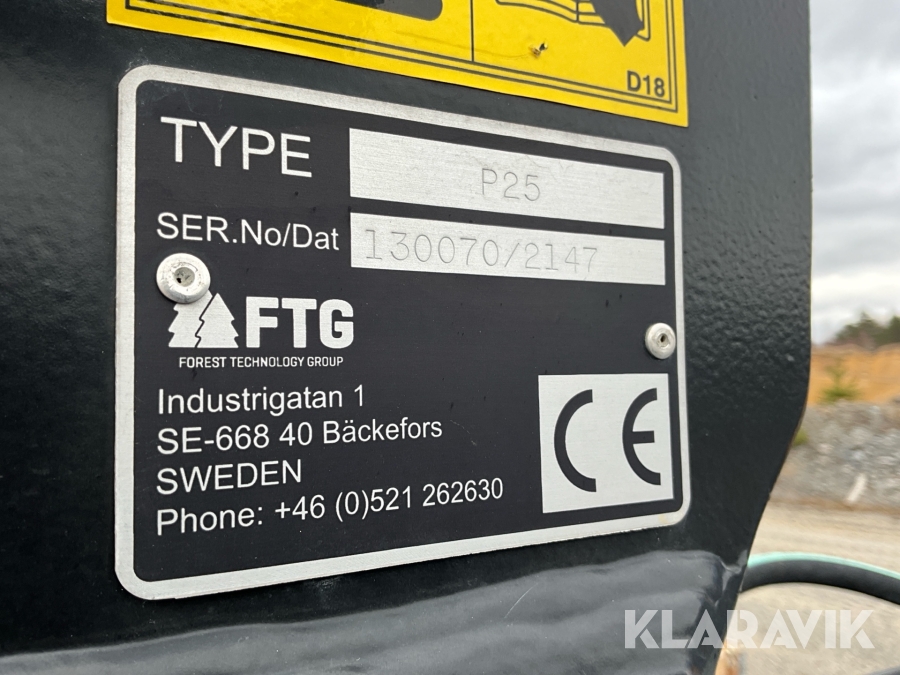 D18
TYPE P25
SER.No/Dat 130070/2147
FTG
FOREST TECHNOLOGY GROUP
Industrigatan 1
SE-668 40 Bäckefors
SWEDEN
Phone: +46 (0)521 262630
CE
KLARAVIK